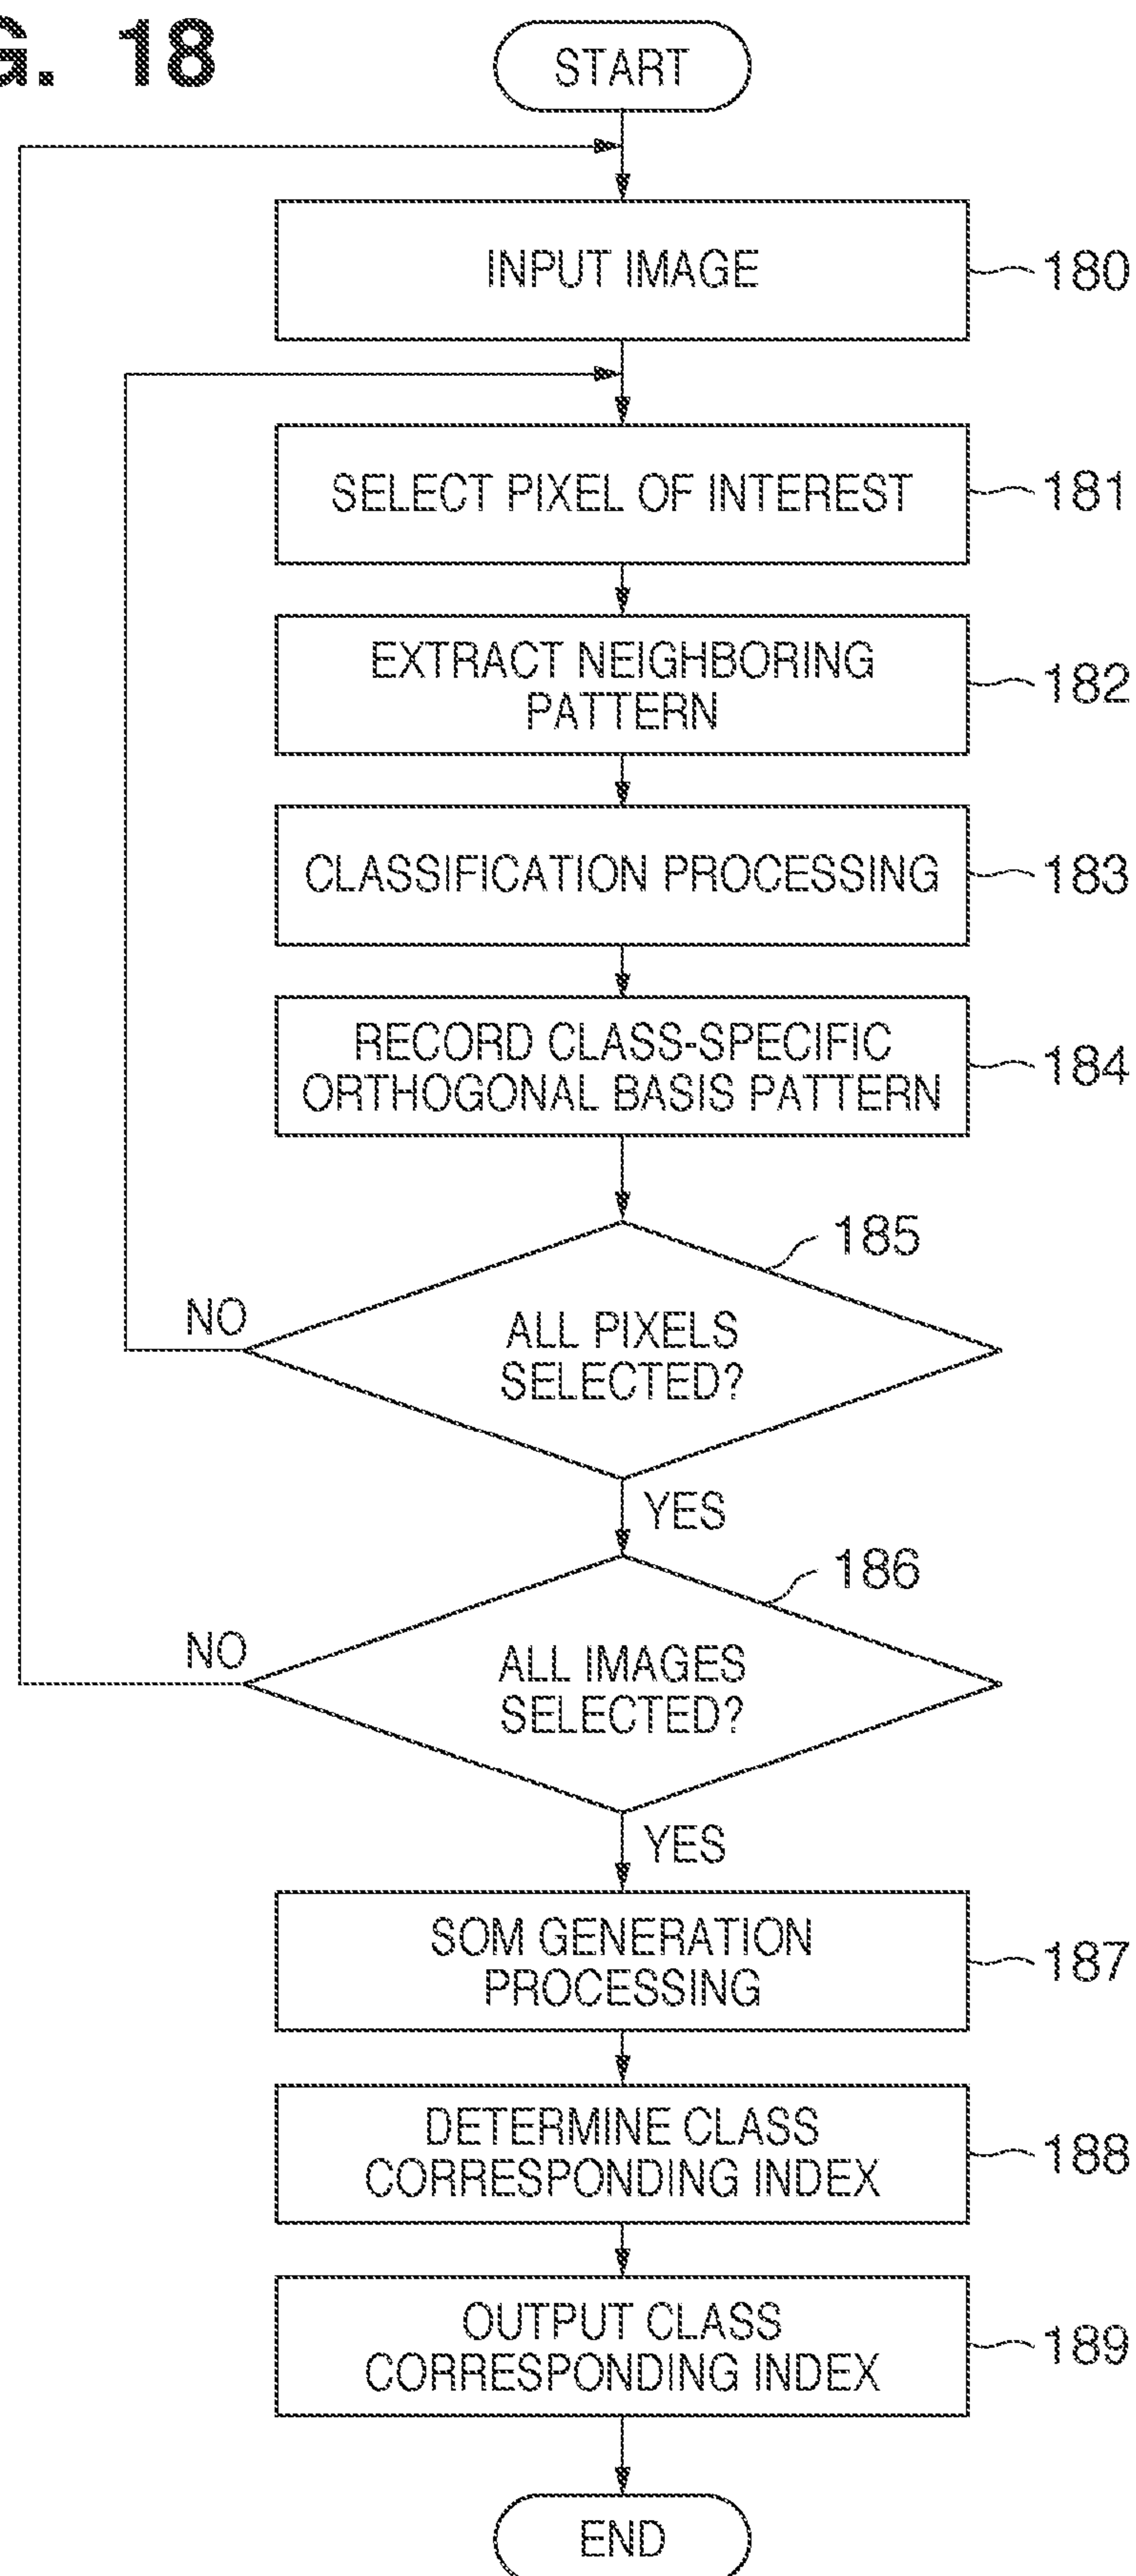 G. 18
START
INPUT IMAGE
180
SELECT PIXEL OF INTEREST
181
EXTRACT NEIGHBORING
PATTERN
182
CLASSIFICATION PROCESSING
183
RECORD CLASS-SPECIFIC
ORTHOGONAL BASIS PATTERN
184
185
NO
ALL PIXELS
SELECTED?
YES
186
NO
ALL IMAGES
SELECTED?
YES
SOM GENERATION
PROCESSING
187
DETERMINE CLASS
CORRESPONDING INDEX
188
OUTPUT CLASS
CORRESPONDING INDEX
189
END